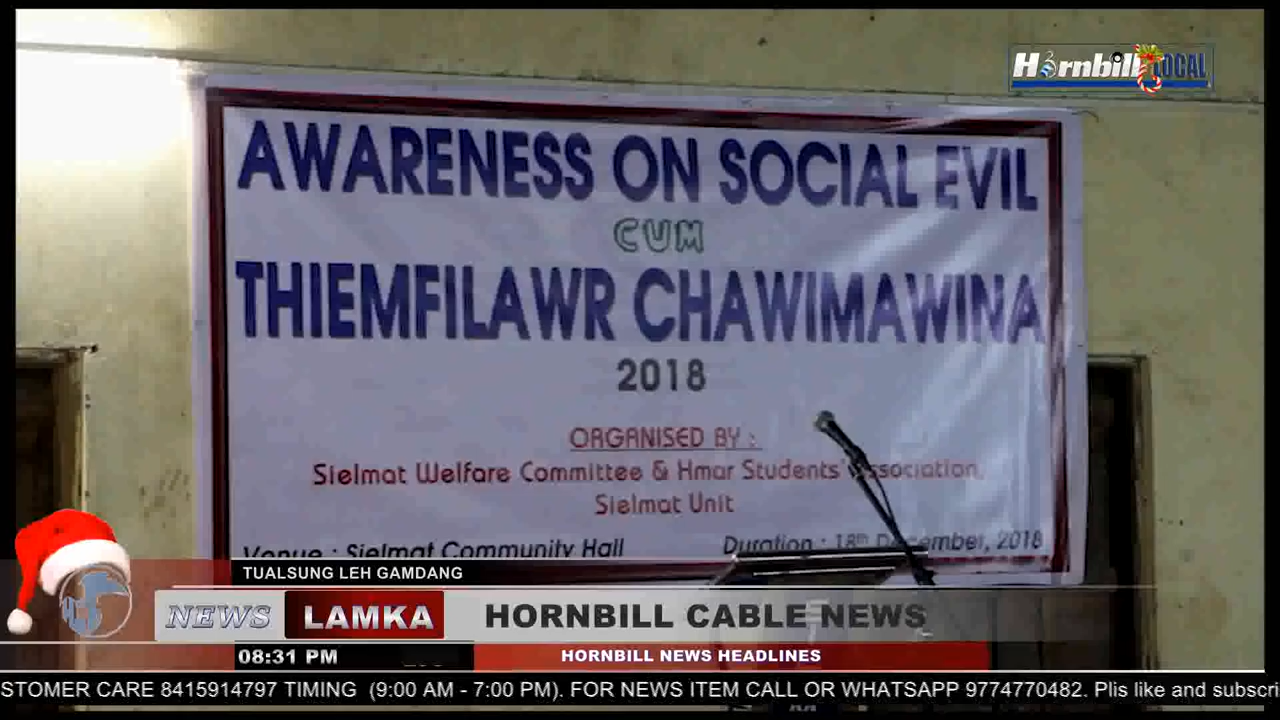 Hornbill LOCAL
AWARENESS ON SOCIAL EVIL
CUM
THIEMFILAWR CHAWIMAWINA
2018
ORGANISED BY :
Sielmat Welfare Committee & Hmar Students' Association,
Sielmat Unit
Venue : Sielmat Community Hall
Duration : 18th December, 2018
TUALSUNG LEH GAMDANG
NEWS LAMKA HORNBILL CABLE NEWS
08:31 PM
HORNBILL NEWS HEADLINES
STOMER CARE 8415914797 TIMING (9:00 AM - 7:00 PM). FOR NEWS ITEM CALL OR WHATSAPP 9774770482. Plis like and subscri